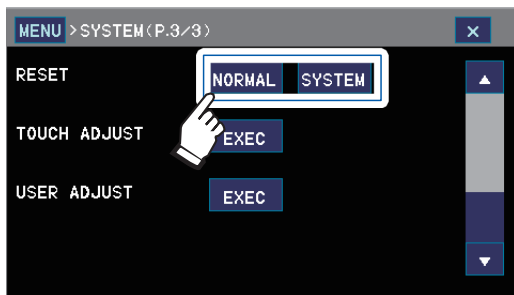 MENU >SYSTEM(P.3/3) ×
RESET NORMAL SYSTEM ▲
TOUCH ADJUST EXEC
USER ADJUST EXEC
▼